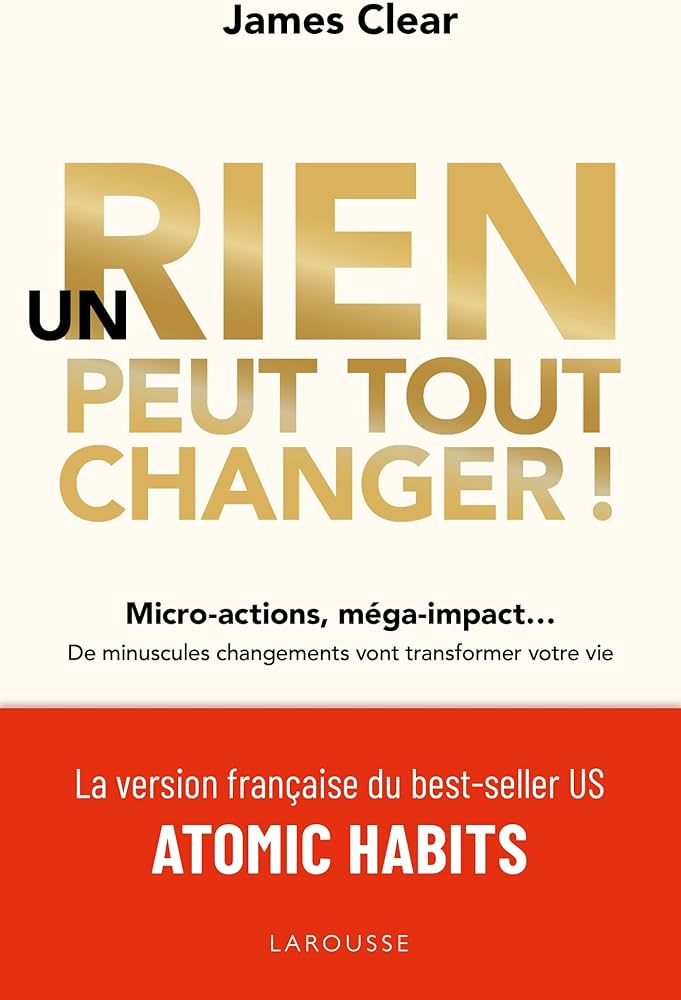 James Clear
UN RIEN
PEUT TOUT
CHANGER !
Micro-actions, méga-impact...
De minuscules changements vont transformer votre vie
La version française du best-seller US
ATOMIC HABITS
LAROUSSE